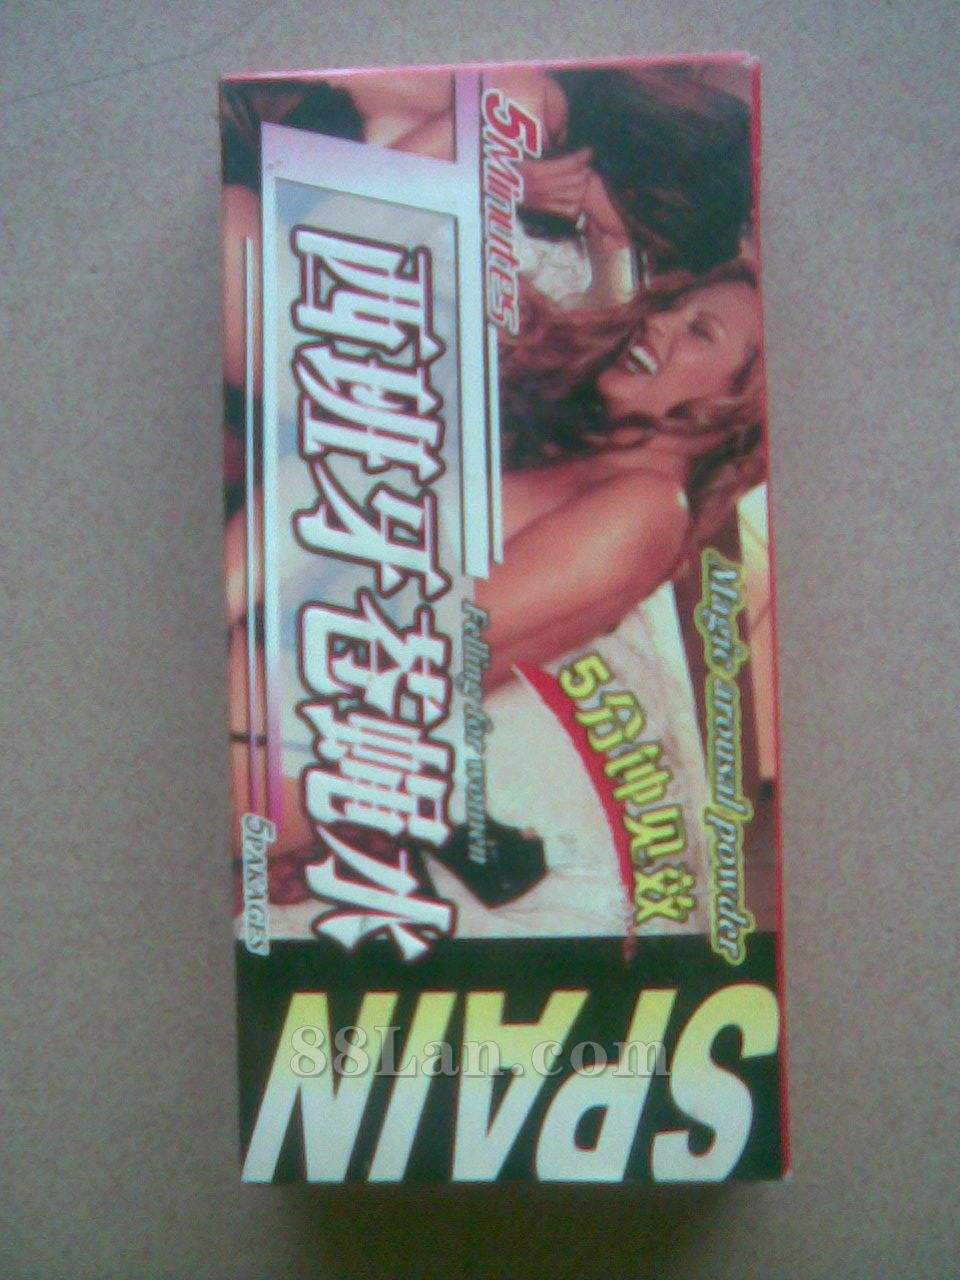 5Minutes
西班牙苍蝇水
Felling for women
Magic arousal powder
5分钟见效
5PAKAGES
SPAIN
88Lan.com